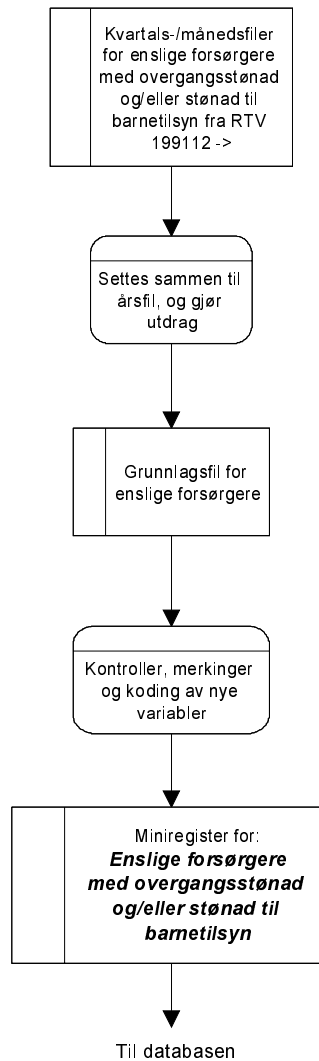 Kvartals-/månedsfiler
for enslige forsørgere
med overgangsstønad
og/eller stønad til
barnetilsyn fra RTV
199112 ->
Settes sammen til
årsfil, og gjør
utdrag
Grunnlagsfil for
enslige forsørgere
Kontroller, merkinger
og koding av nye
variabler
Miniregister for:
Enslige forsørgere
med overgangsstønad
og/eller stønad til
barnetilsyn
Til databasen